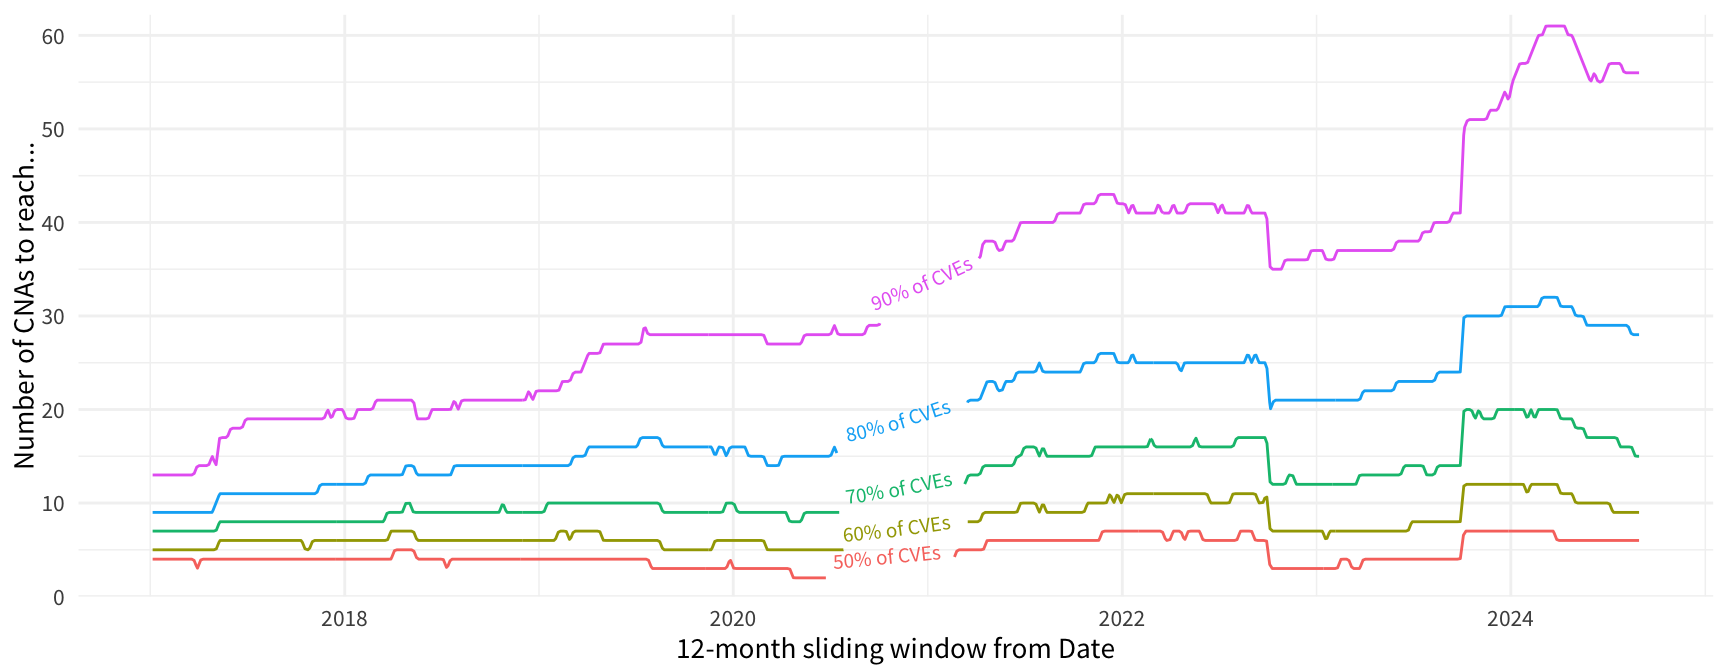 Number of CNAs to reach...
60
50
40
30
20
10
0
90% of CVEs
80% of CVEs
70% of CVEs
60% of CVEs
50% of CVEs
2018
2020
2022
2024
12-month sliding window from Date